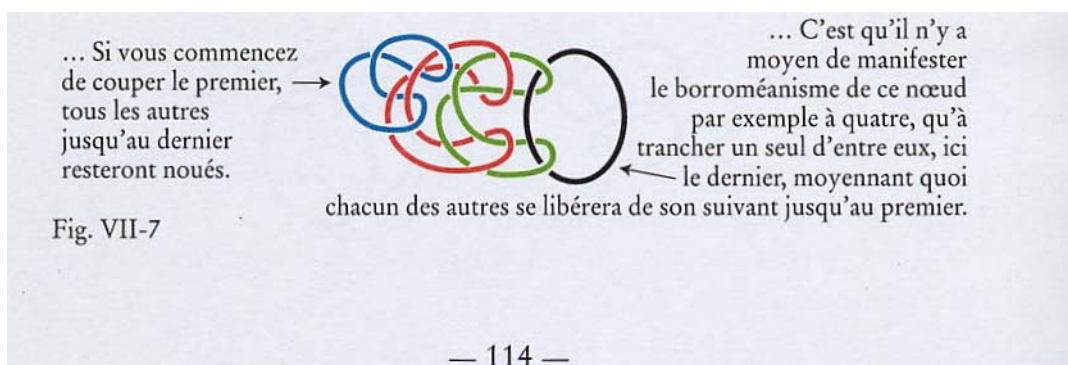 ... Si vous commencez
de couper le premier,
tous les autres
jusqu'au dernier
resteront noués.
Fig. VII-7
... C'est qu'il n'y a
moyen de manifester
le borroméanisme de ce nœud
par exemple à quatre, qu'à
trancher un seul d'entre eux, ici
le dernier, moyennant quoi
chacun des autres se libérera de son suivant jusqu'au premier.
— 114 —